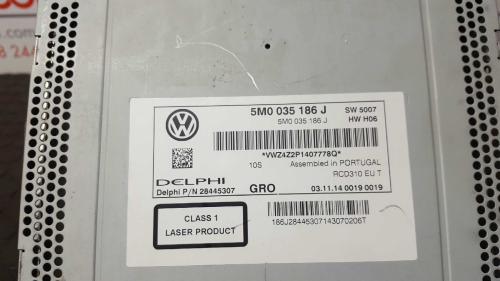 5M0 035 186 J SW 5007
5M0 035 186 J HW H06
*VWZ4Z2P1407778Q*
10S Assembled in PORTUGAL
RCD310 EU T
DELPHI
Delphi P/N 28445307 GRO 03.11.14 0019 0019
CLASS 1
LASER PRODUCT
186J28445307143070206T